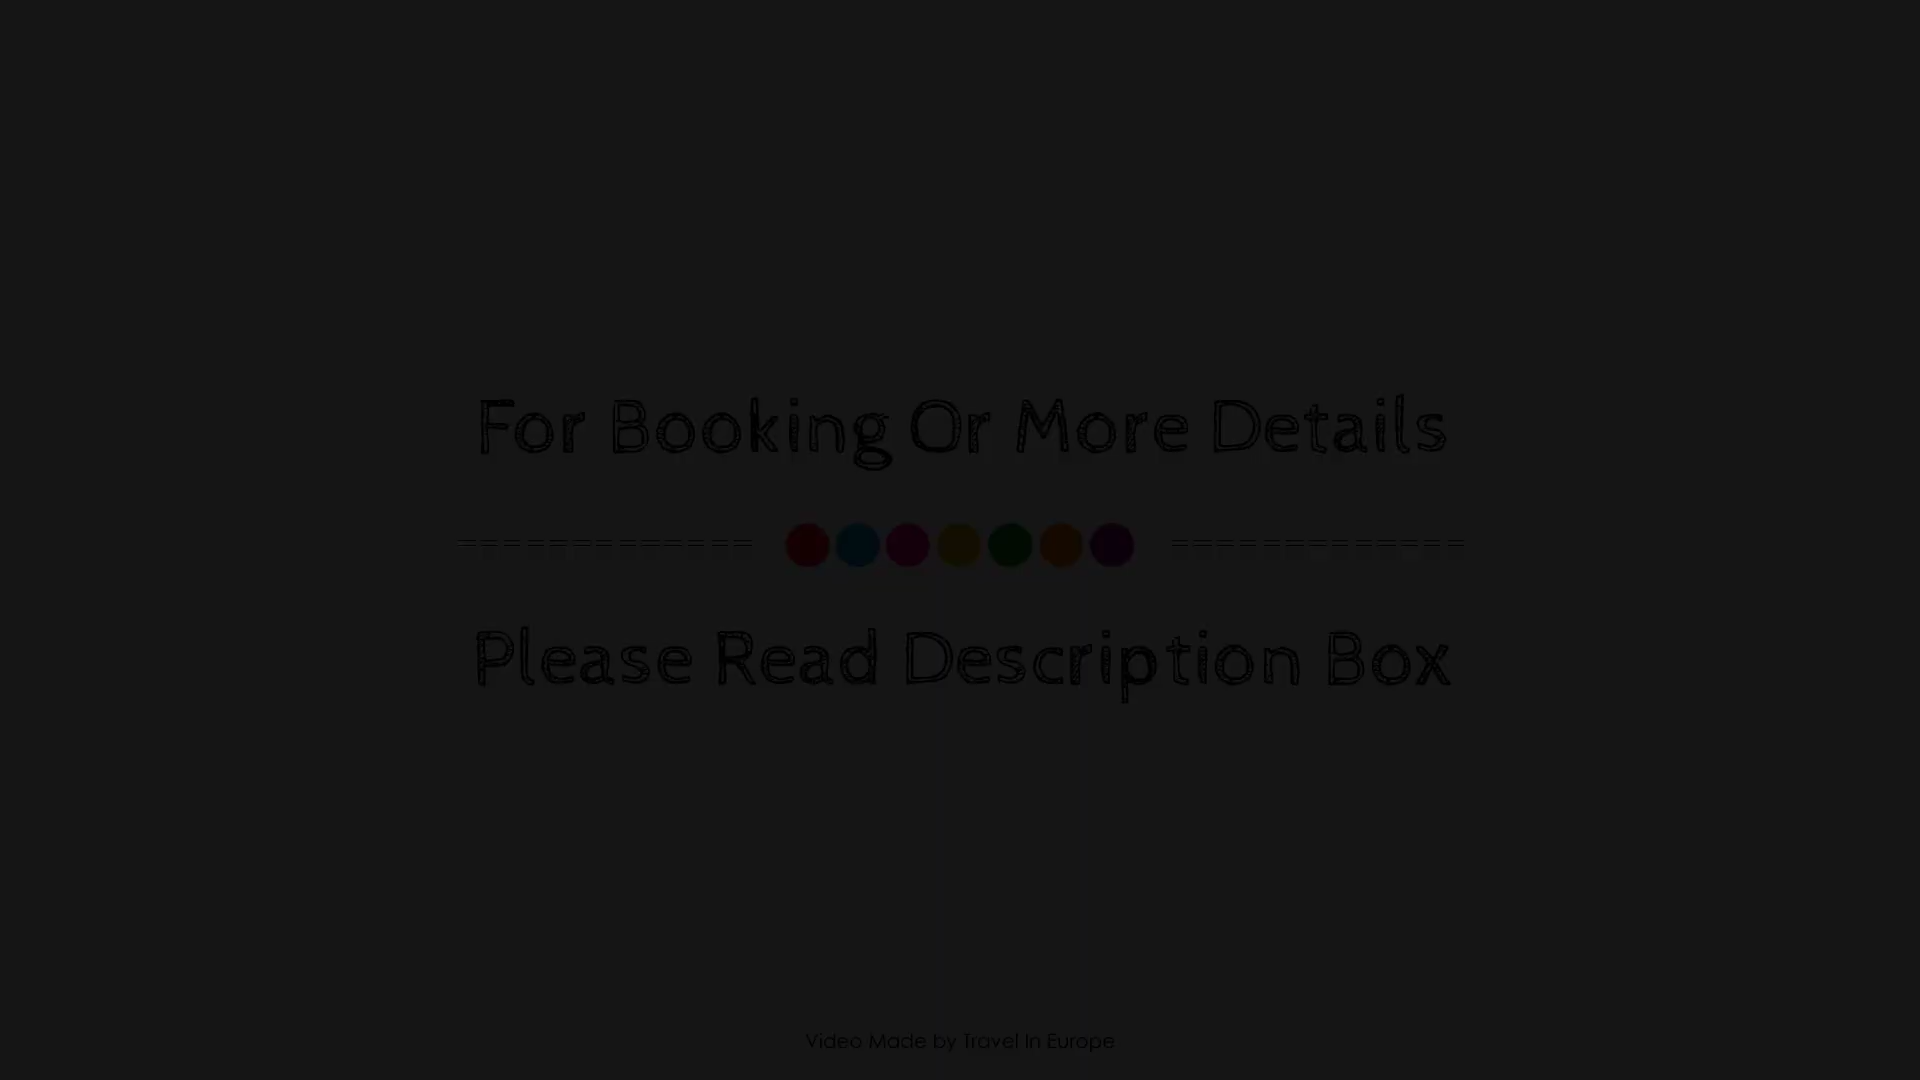 For Booking Or More Details
============= =============
Please Read Description Box
Video Made by Travel In Europe